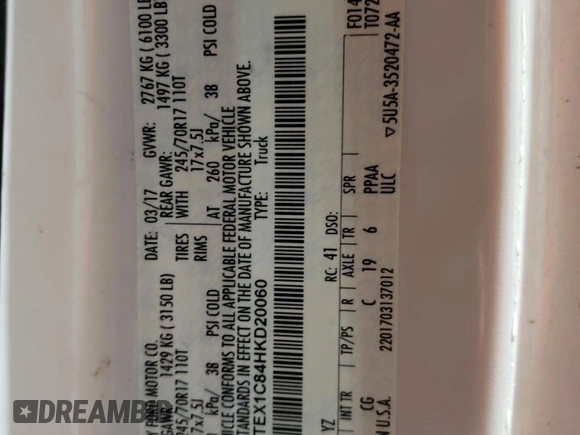 Y FORD MOTOR CO. DATE: 03/17 GVWR: 2767 KG ( 6100 LB
GAWR: 1429 KG ( 3150 LB) REAR GAWR: 1497 KG ( 3300 LB
245/70R17 110T TIRES WITH 245/70R17 110T
17x7.5J RIMS 17x7.5J
kPa/ 38 PSI COLD AT 260 kPa/ 38 PSI COLD
VEHICLE CONFORMS TO ALL APPLICABLE FEDERAL MOTOR VEHICLE
STANDARDS IN EFFECT ON THE DATE OF MANUFACTURE SHOWN ABOVE.
TEX1C84HKD20060 TYPE: Truck
F014
T072
YZ RC: 41 DSO:
INT TR TP/PS R AXLE TR SPR
CG C 19 6 PPAA
ULC
N U.S.A. 2201703137012
▽5U5A-3520472-AA
DREAMBID